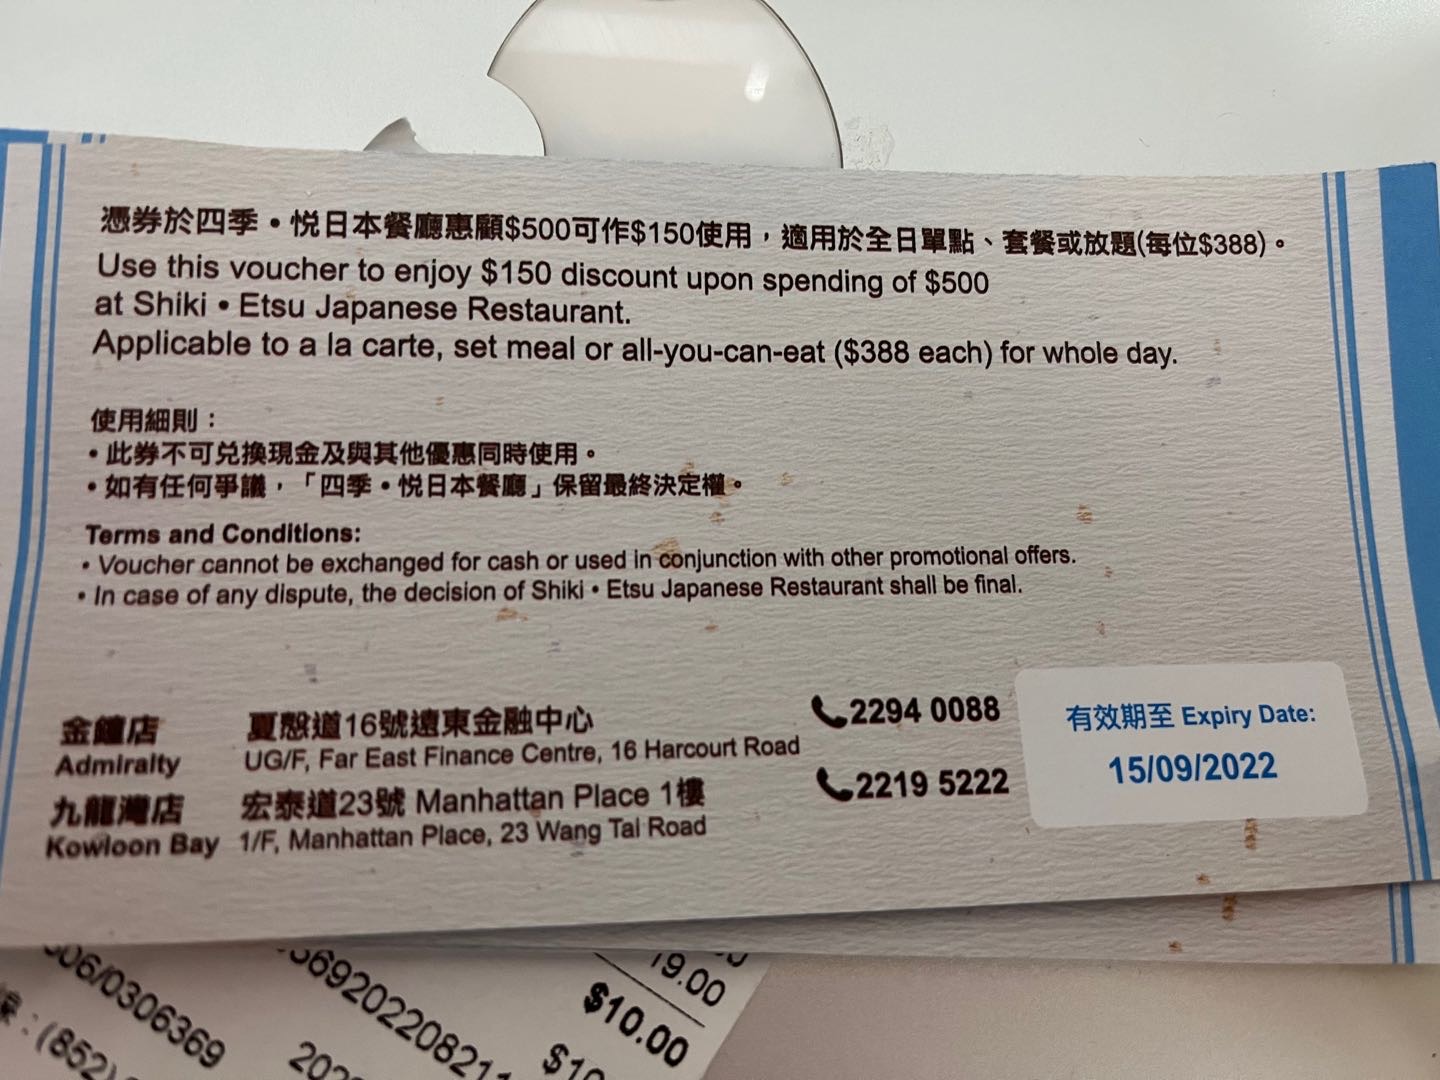 憑券於四季•悦日本餐廳惠顧$500可作$150使用，適用於全日單點、套餐或放題(每位$388)。
Use this voucher to enjoy $150 discount upon spending of $500
at Shiki • Etsu Japanese Restaurant.
Applicable to a la carte, set meal or all-you-can-eat ($388 each) for whole day.
使用細則：
• 此券不可兑換現金及與其他優惠同時使用。
• 如有任何爭議，「四季•悦日本餐廳」保留最終決定權。
Terms and Conditions:
• Voucher cannot be exchanged for cash or used in conjunction with other promotional offers.
• In case of any dispute, the decision of Shiki • Etsu Japanese Restaurant shall be final.
金鐘店 夏慤道16號遠東金融中心 2294 0088
Admiralty UG/F, Far East Finance Centre, 16 Harcourt Road
九龍灣店 宏泰道23號 Manhattan Place 1樓 2219 5222
Kowloon Bay 1/F, Manhattan Place, 23 Wang Tai Road
有效期至 Expiry Date:
15/09/2022
06/0306369
369202208211
19.00
$10.00
$10
(852)
202